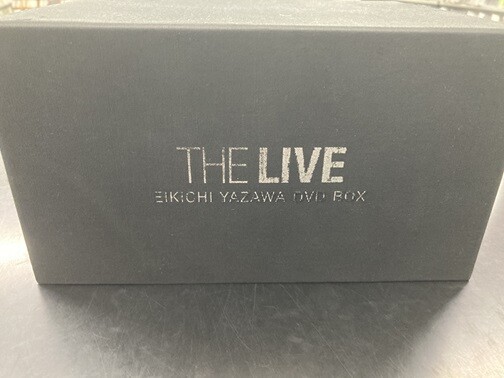 THE LIVE
EIKICHI YAZAWA DVD BOX